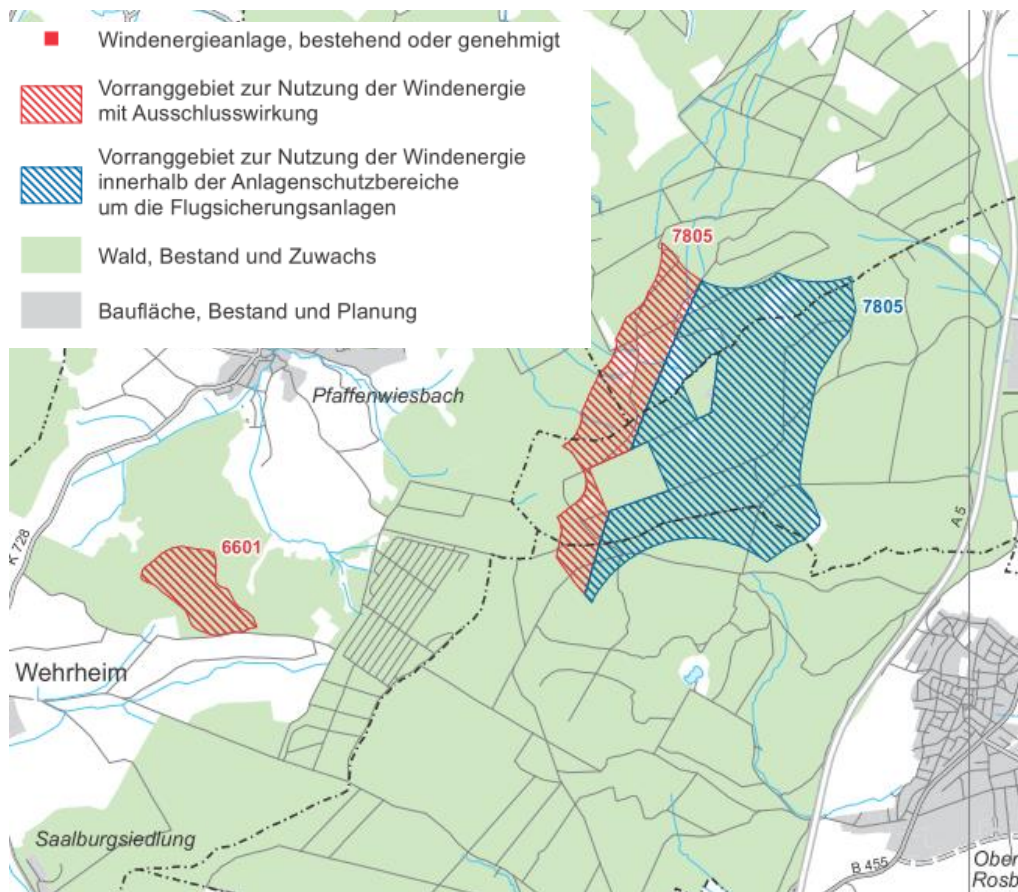 Windenergieanlage, bestehend oder genehmigt
Vorranggebiet zur Nutzung der Windenergie
mit Ausschlusswirkung
Vorranggebiet zur Nutzung der Windenergie
innerhalb der Anlagenschutzbereiche
um die Flugsicherungsanlagen
Wald, Bestand und Zuwachs
Baufläche, Bestand und Planung
7805
7805
Pfaffenwiesbach
A 5
K 728
6601
Wehrheim
Saalburgsiedlung
B 455
Ober
Rosb